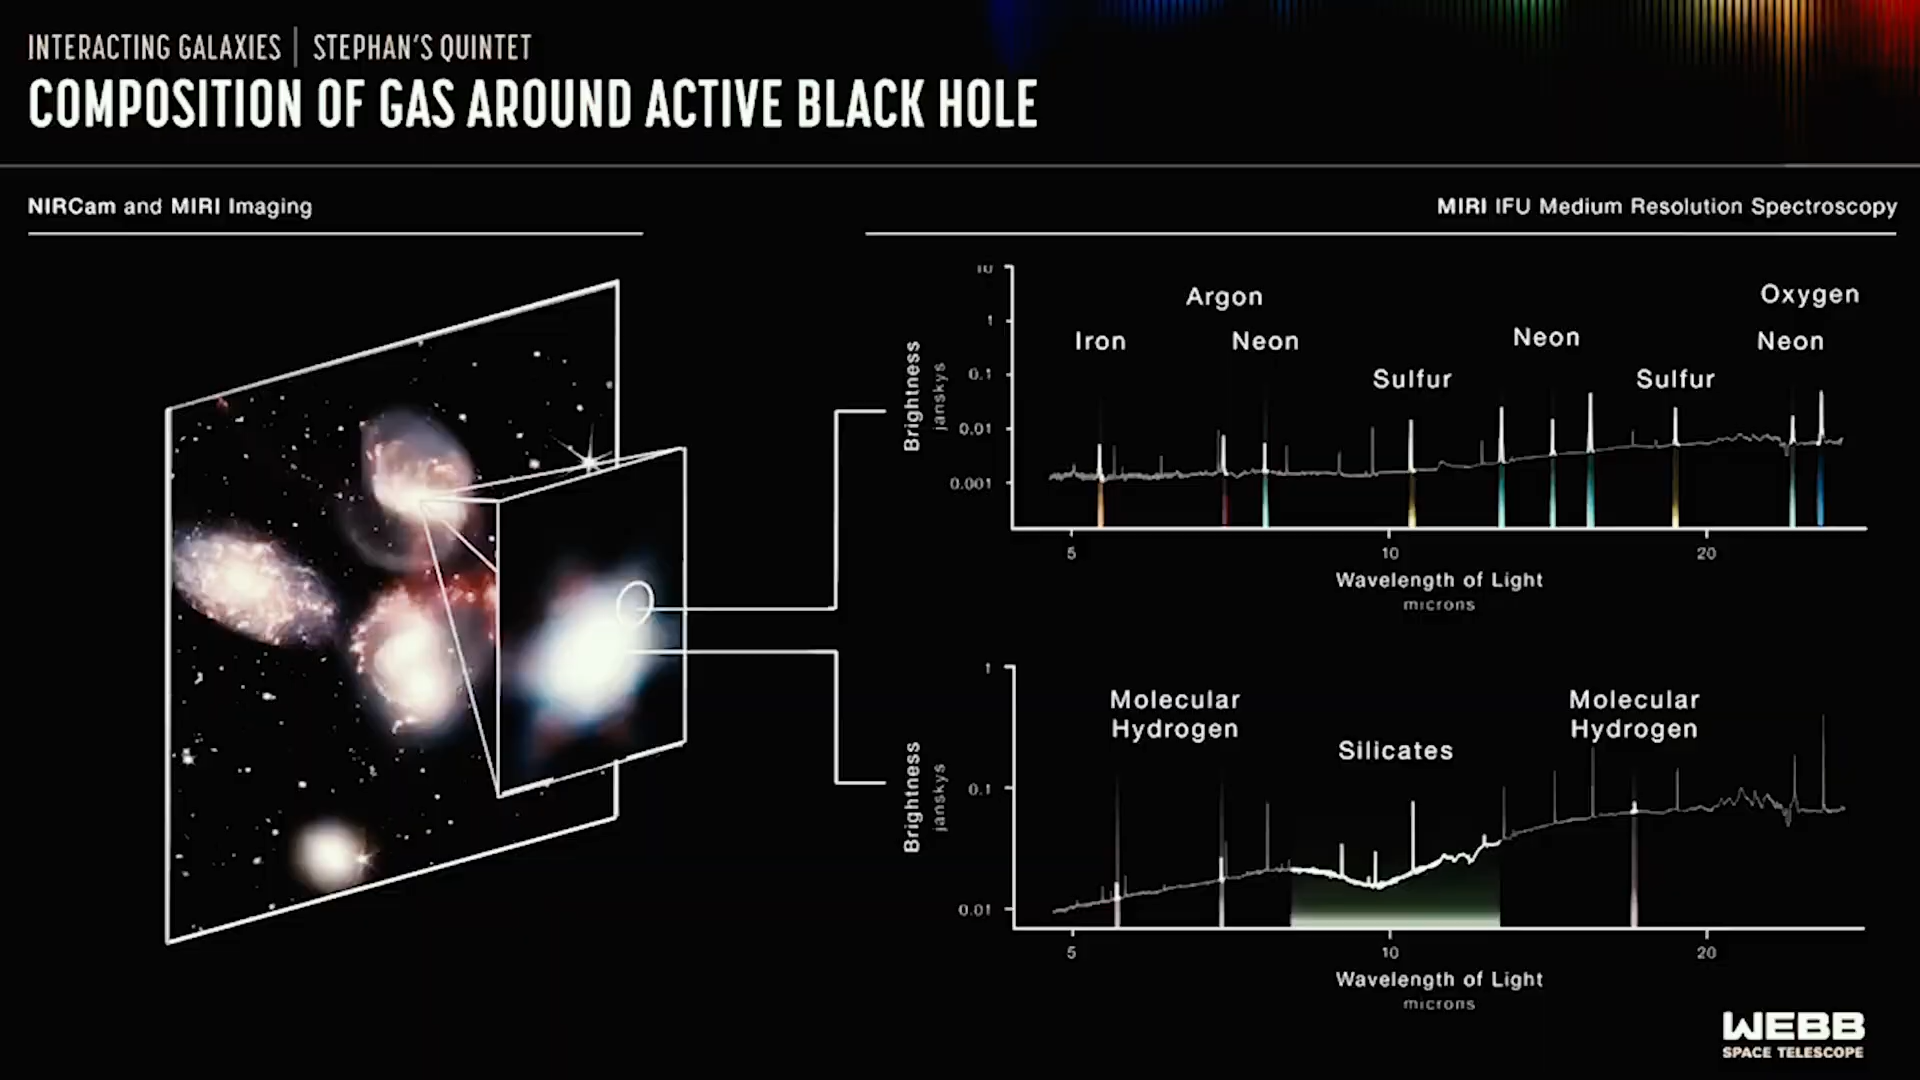 INTERACTING GALAXIES | STEPHAN'S QUINTET
COMPOSITION OF GAS AROUND ACTIVE BLACK HOLE
NIRCam and MIRI Imaging
MIRI IFU Medium Resolution Spectroscopy
10
1
0.1
0.01
0.001
Brightness
janskys
Argon
Oxygen
Iron
Neon
Neon
Neon
Sulfur
Sulfur
5
10
20
Wavelength of Light
microns
1
0.1
0.01
Brightness
janskys
Molecular
Hydrogen
Silicates
Molecular
Hydrogen
5
10
20
Wavelength of Light
microns
WEBB
SPACE TELESCOPE